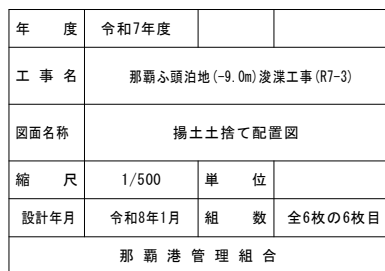 年　度 令和7年度
工 事 名 那覇ふ頭泊地(-9.0m)浚渫工事(R7-3)
図面名称 揚土土捨て配置図
縮　尺 1/500 単　位
設計年月 令和8年1月 組　数 全6枚の6枚目
那 覇 港 管 理 組 合